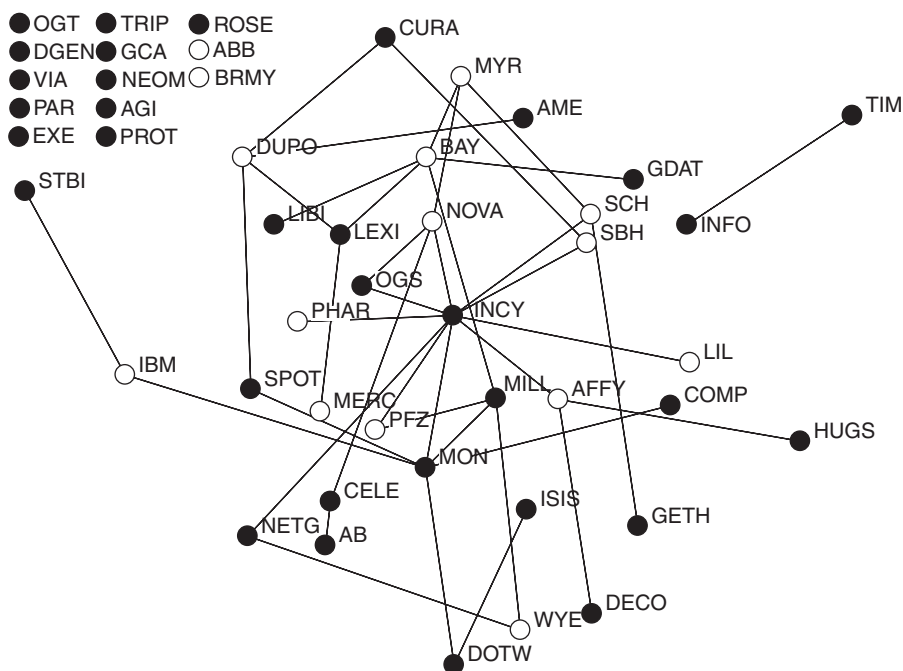 OGT TRIP ROSE
DGEN GCA ABB
VIA NEOM BRMY
PAR AGI
EXE PROT
CURA
MYR
AME
TIM
DUPO
BAY
GDAT
STBI
LIBI
NOVA
SCH
LEXI
SBH
INFO
OGS
PHAR
INCY
LIL
IBM
SPOT
MILL
AFFY
COMP
MERC
PFZ
HUGS
MON
CELE
ISIS
NETG
AB
GETH
DECO
WYE
DOTW